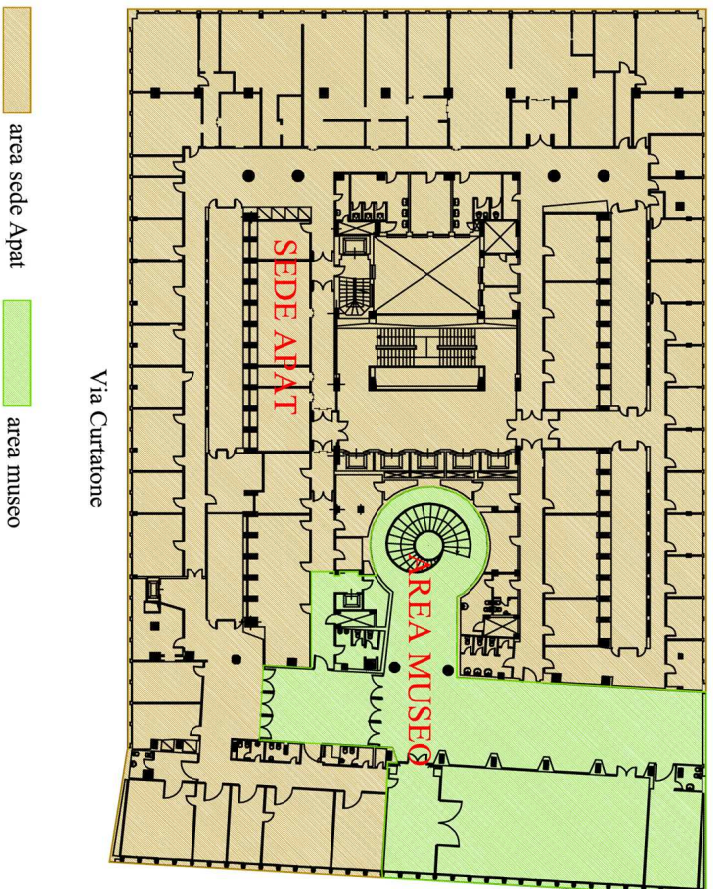 SEDE APAT
AREA MUSEO
Via Curtatone
area sede Apat
area museo